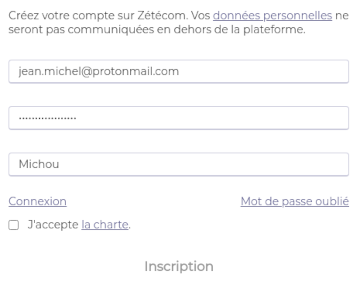 Créez votre compte sur Zétécom. Vos données personnelles ne
seront pas communiquées en dehors de la plateforme.
jean.michel@protonmail.com
••••••••••••••••••
Michou
Connexion Mot de passe oublié
J'accepte la charte.
Inscription